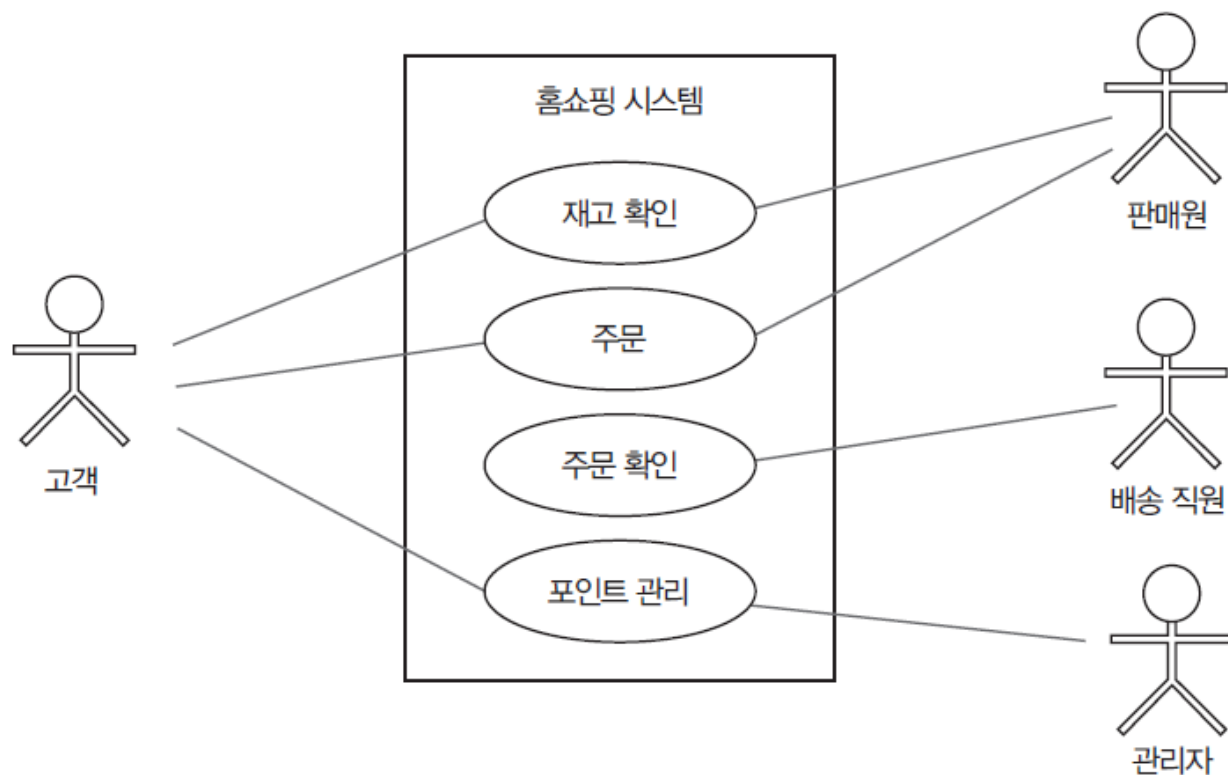 홈쇼핑 시스템
재고 확인
주문
주문 확인
포인트 관리
고객
판매원
배송 직원
관리자